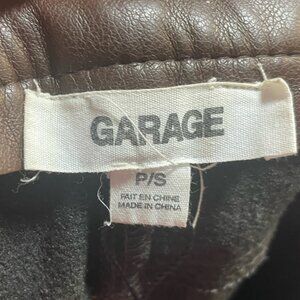 GARAGE
P/S
FAIT EN CHINE
MADE IN CHINA